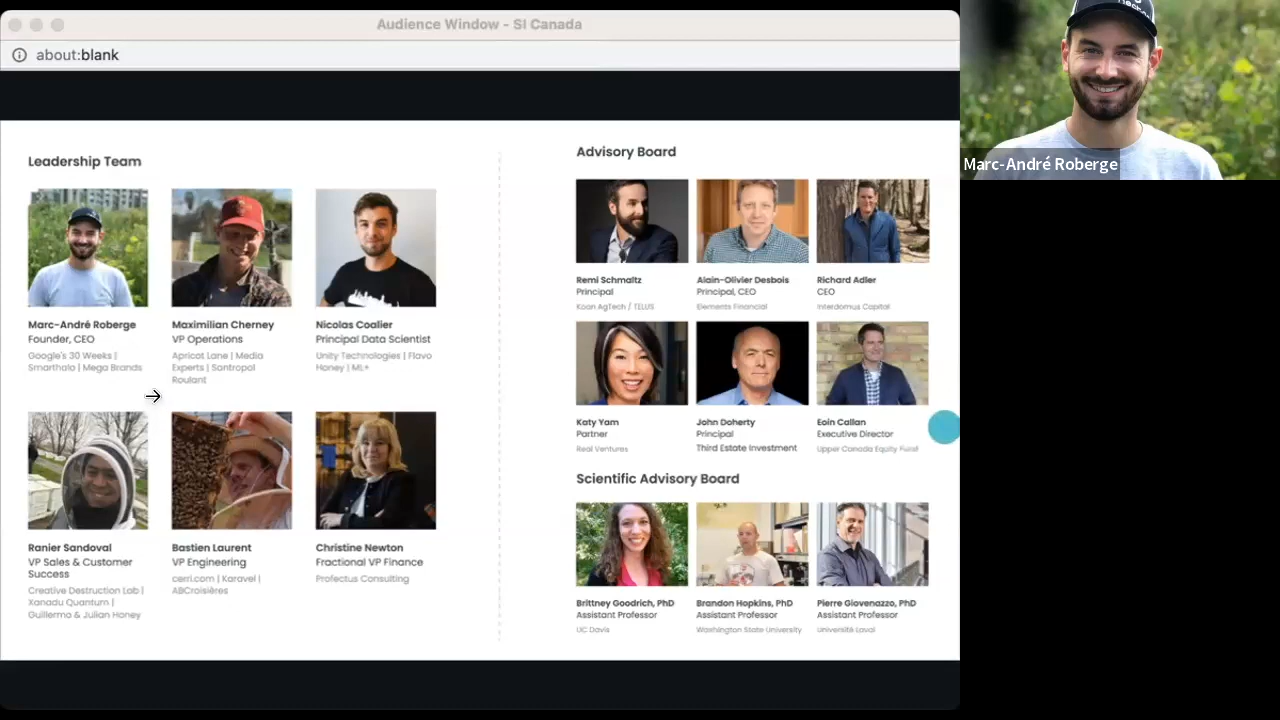 Audience Window - SI Canada
about:blank
Leadership Team
Marc-André Roberge
Founder, CEO
Google's 30 Weeks |
Smarthalo | Mega Brands
Maximilian Cherney
VP Operations
Apricot Lane | Media
Experts | Santropol
Roulant
Nicolas Coalier
Principal Data Scientist
Unity Technologies | Flavo
Honey | ML+
Ranier Sandoval
VP Sales & Customer
Success
Creative Destruction Lab |
Xanadu Quantum |
Guillermo & Julian Honey
Bastien Laurent
VP Engineering
cerri.com | Karavel |
ABCroisières
Christine Newton
Fractional VP Finance
Profectus Consulting
Advisory Board
Remi Schmaltz
Principal
Koan AgTech / TELUS
Alain-Olivier Desbois
Principal, CEO
Elements Financial
Richard Adler
CEO
Interdomus Capital
Katy Yam
Partner
Real Ventures
John Doherty
Principal
Third Estate Investment
Eoin Callan
Executive Director
Upper Canada Equity Fund
Scientific Advisory Board
Brittney Goodrich, PhD
Assistant Professor
UC Davis
Brandon Hopkins, PhD
Assistant Professor
Washington State University
Pierre Giovenazzo, PhD
Assistant Professor
Université Laval
Marc-André Roberge